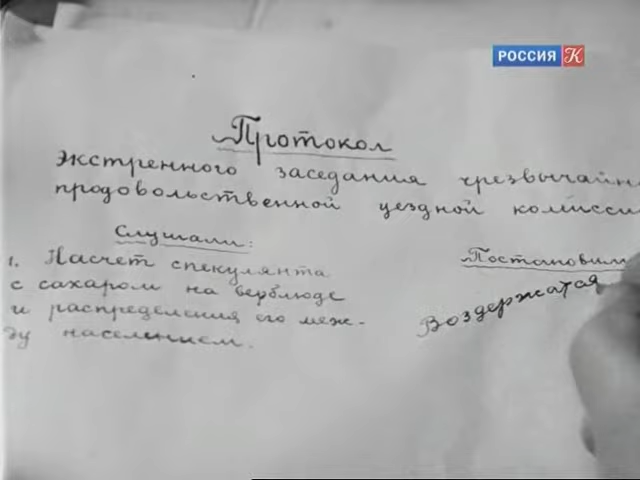 РОССИЯ К
Протокол
экстренного заседания чрезвычайн
продовольственной уездной комисси
Слушали:
1. Насчет спекулянта
с сахаром на верблюде
и распределения его меж-
ду населением.
Постановили
Воздержатся